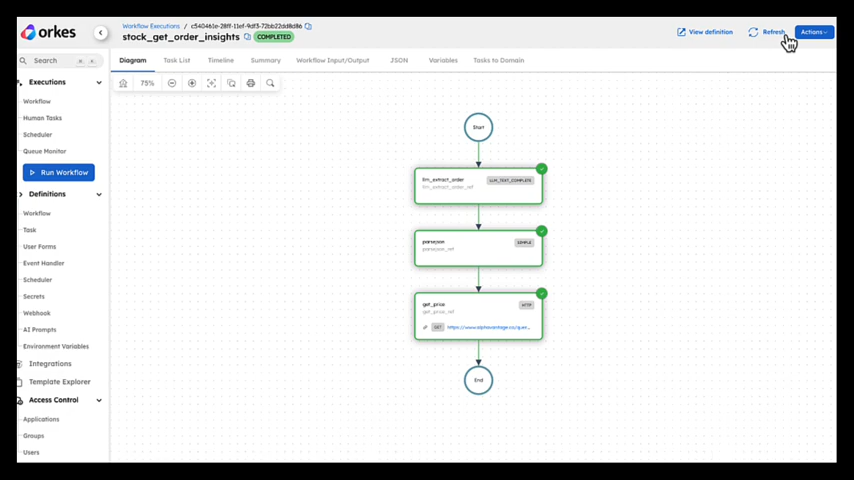 orkes
Workflow Executions / c540461e-28ff-11ef-9df3-72bb22dd8d86
stock_get_order_insights COMPLETED
View definition
Refresh
Actions
Diagram Task List Timeline Summary Workflow Input/Output JSON Variables Tasks to Domain
75%
Search
Executions
Workflow
Human Tasks
Scheduler
Queue Monitor
Run Workflow
Definitions
Workflow
Task
User Forms
Event Handler
Scheduler
Secrets
Webhook
AI Prompts
Environment Variables
Integrations
Template Explorer
Access Control
Applications
Groups
Users
Start
llm_extract_order LLM_TEXT_COMPLETE
llm_extract_order_ref
parsejson SIMPLE
parsejson_ref
get_price HTTP
get_price_ref
GET https://www.alphavantage.co/quer...
End